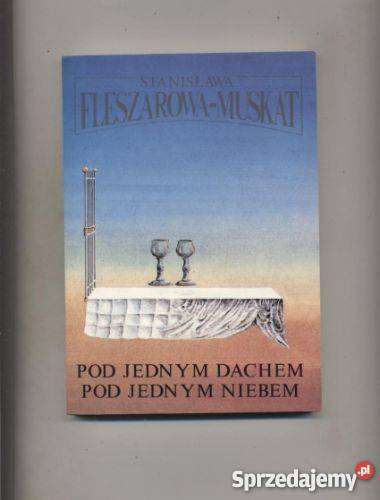 STANISŁAWA
FLESZAROWA-MUSKAT
POD JEDNYM DACHEM
POD JEDNYM NIEBEM
Sprzedajemy.pl